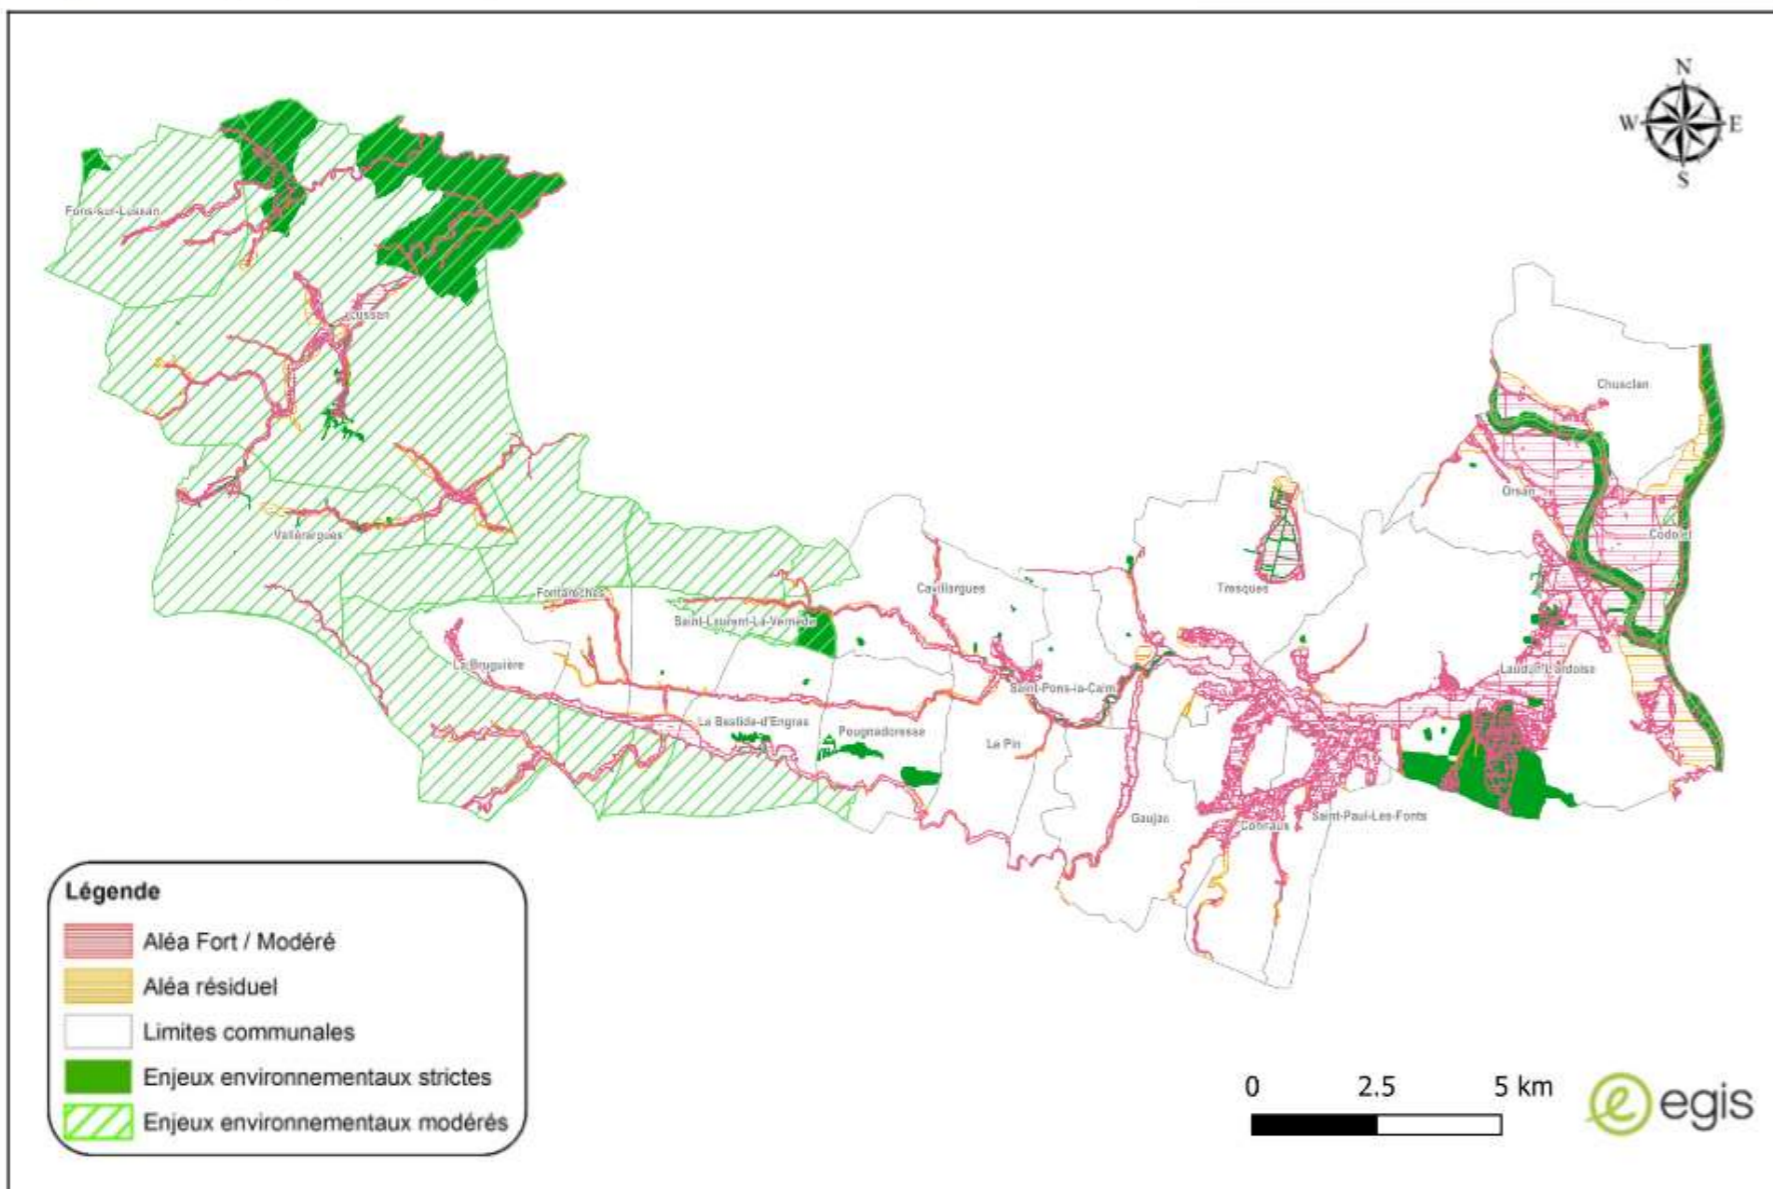 N
W E
S
Fons-sur-Lussan
Lussan
Chusclan
Orsan
Vallérargues
Codolet
Tresques
Cavillargues
Fontarèches
Saint-Laurent-La-Vernède
La Bruguière
Laudun-L'ardoise
Saint-Pons-la-Calm
La Bastide-d'Engras
Pougnadoresse
Le Pin
Gaujac
Connaux
Saint-Paul-Les-Fonts
Légende
Aléa Fort / Modéré
Aléa résiduel
Limites communales
Enjeux environnementaux strictes
Enjeux environnementaux modérés
0 2.5 5 km
egis